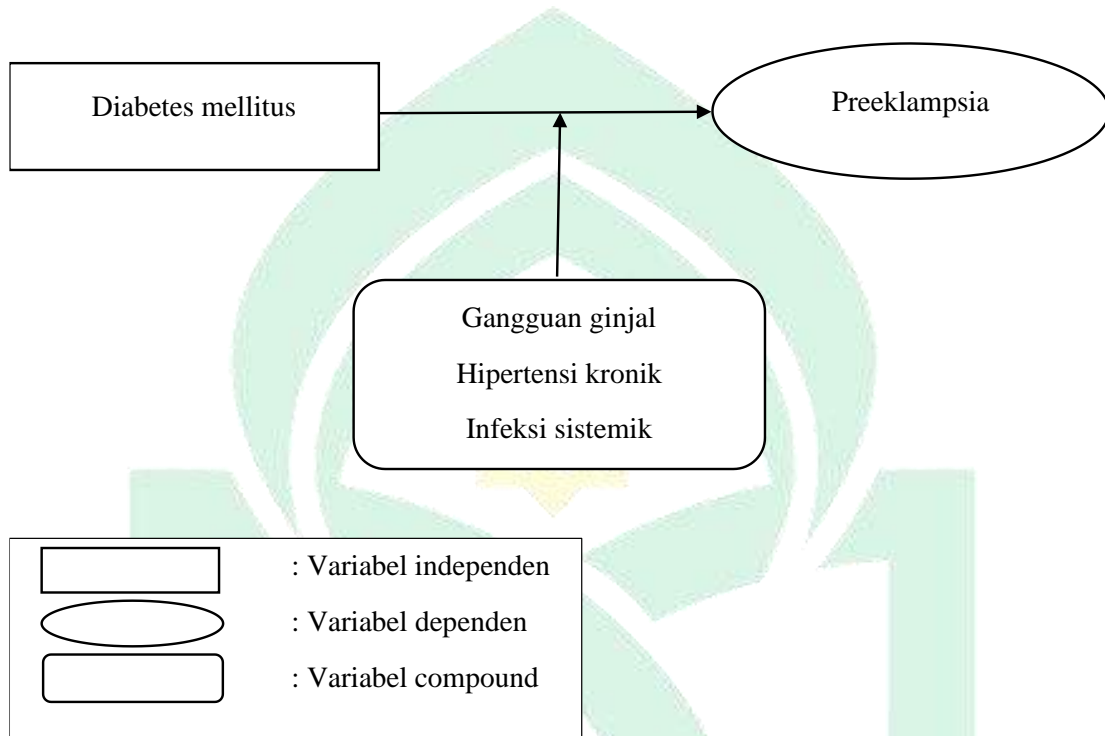 Diabetes mellitus
Preeklampsia
Gangguan ginjal
Hipertensi kronik
Infeksi sistemik
: Variabel independen
: Variabel dependen
: Variabel compound